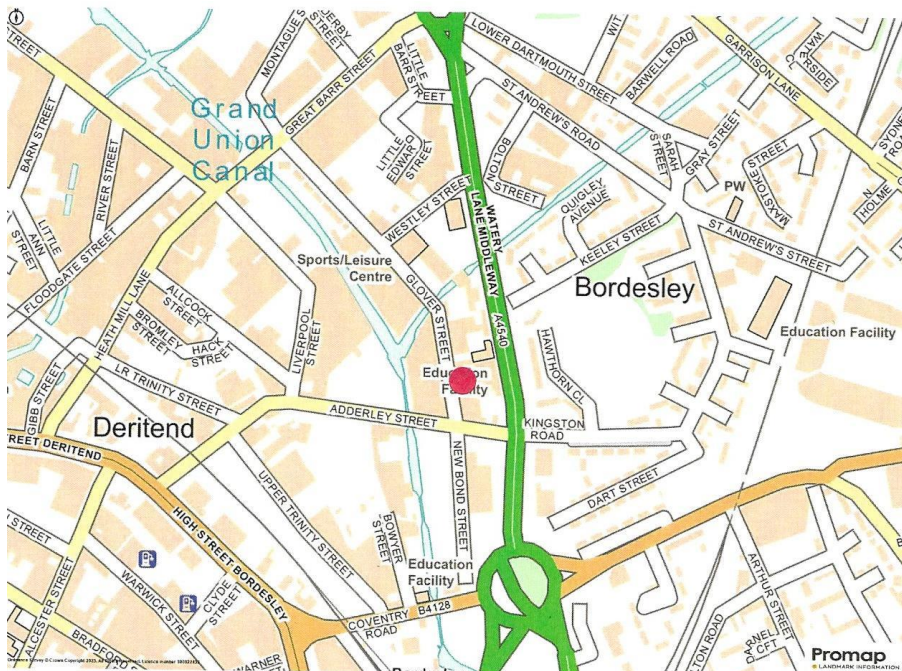 MONTAGUE STREET
DERBY STREET
LITTLE BARR STREET
GREAT BARR STREET
LOWER DARTMOUTH STREET
BARWELL ROAD
GARRISON LANE
ST ANDREW'S ROAD
Grand
Union
Canal
BARN STREET
RIVER STREET
LITTLE EDWARD STREET
BOLTON STREET
SARAH STREET
GRAY STREET
PW
MAXSTOKE STREET
N HOLME
WESTLEY STREET
WATERY
LANE MIDDLEWAY
QUIGLEY AVENUE
KEELEY STREET
ST ANDREW'S STREET
LITTLE ANN STREET
FLOODGATE STREET
Sports/Leisure
Centre
GLOVER STREET
Bordesley
ALLCOCK STREET
HEATH MILL LANE
BROMLEY STREET
HACK STREET
LIVERPOOL STREET
A4540
HAWTHORN CL
Education Facility
GIBB STREET
LR TRINITY STREET
Education
Facility
ADDERLEY STREET
KINGSTON
ROAD
Deritend
STREET DERITEND
UPPER TRINITY STREET
NEW BOND STREET
DART STREET
HIGH STREET BORDESLEY
BOWYER STREET
Education
Facility
WARWICK STREET
CLYDE STREET
ALCESTER STREET
COVENTRY
ROAD
B4128
ARTHUR STREET
BRADFORD
WARNER
Promap
LANDMARK INFORMATION